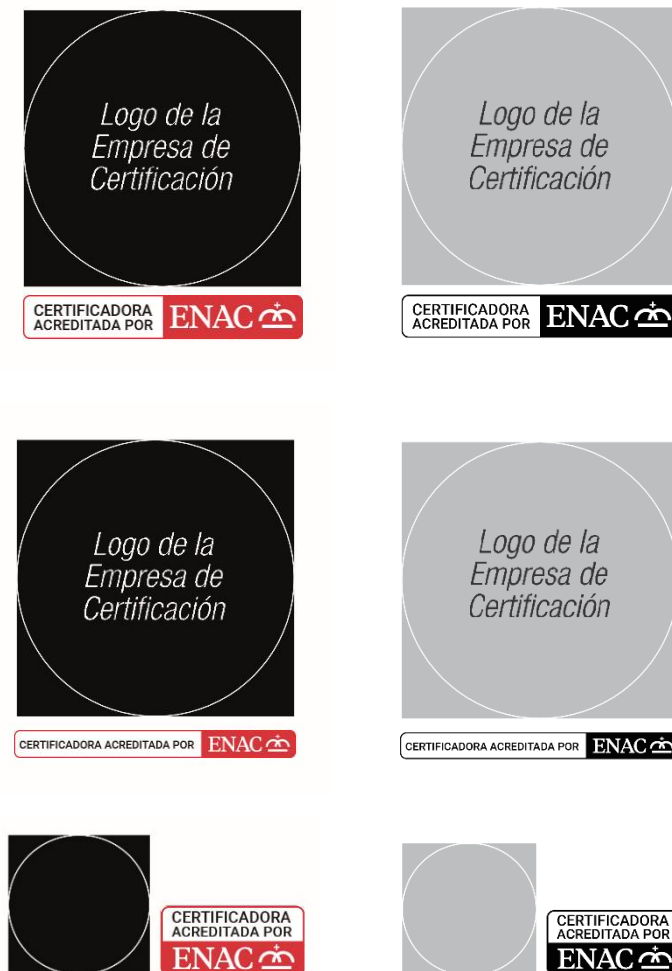 Logo de la
Empresa de
Certificación
CERTIFICADORA
ACREDITADA POR
ENAC
Logo de la
Empresa de
Certificación
CERTIFICADORA
ACREDITADA POR
ENAC
Logo de la
Empresa de
Certificación
CERTIFICADORA ACREDITADA POR ENAC
Logo de la
Empresa de
Certificación
CERTIFICADORA ACREDITADA POR ENAC
CERTIFICADORA
ACREDITADA POR
ENAC
CERTIFICADORA
ACREDITADA POR
ENAC